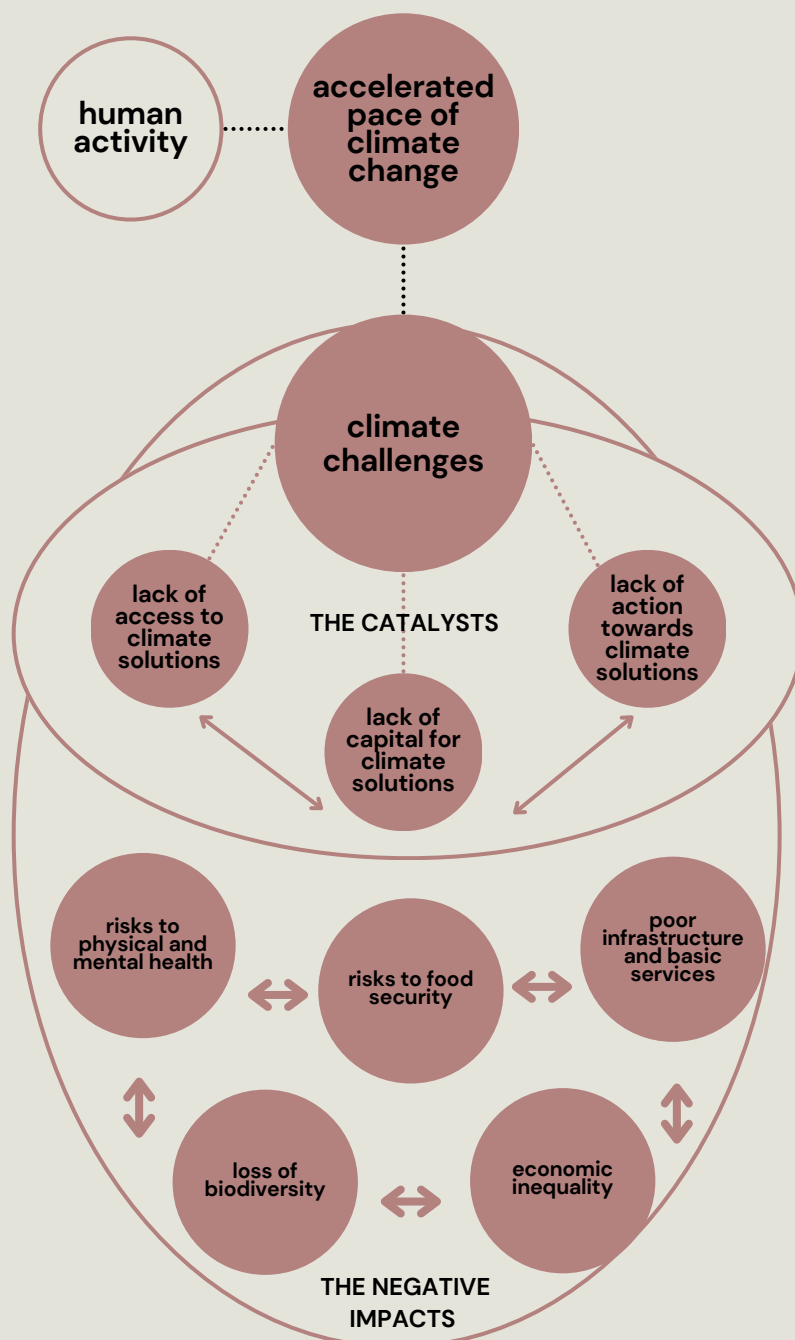 human
activity
accelerated
pace of
climate
change
climate
challenges
lack of
access to
climate
solutions
THE CATALYSTS
lack of
action
towards
climate
solutions
lack of
capital for
climate
solutions
risks to
physical and
mental health
risks to food
security
poor
infrastructure
and basic
services
loss of
biodiversity
economic
inequality
THE NEGATIVE
IMPACTS